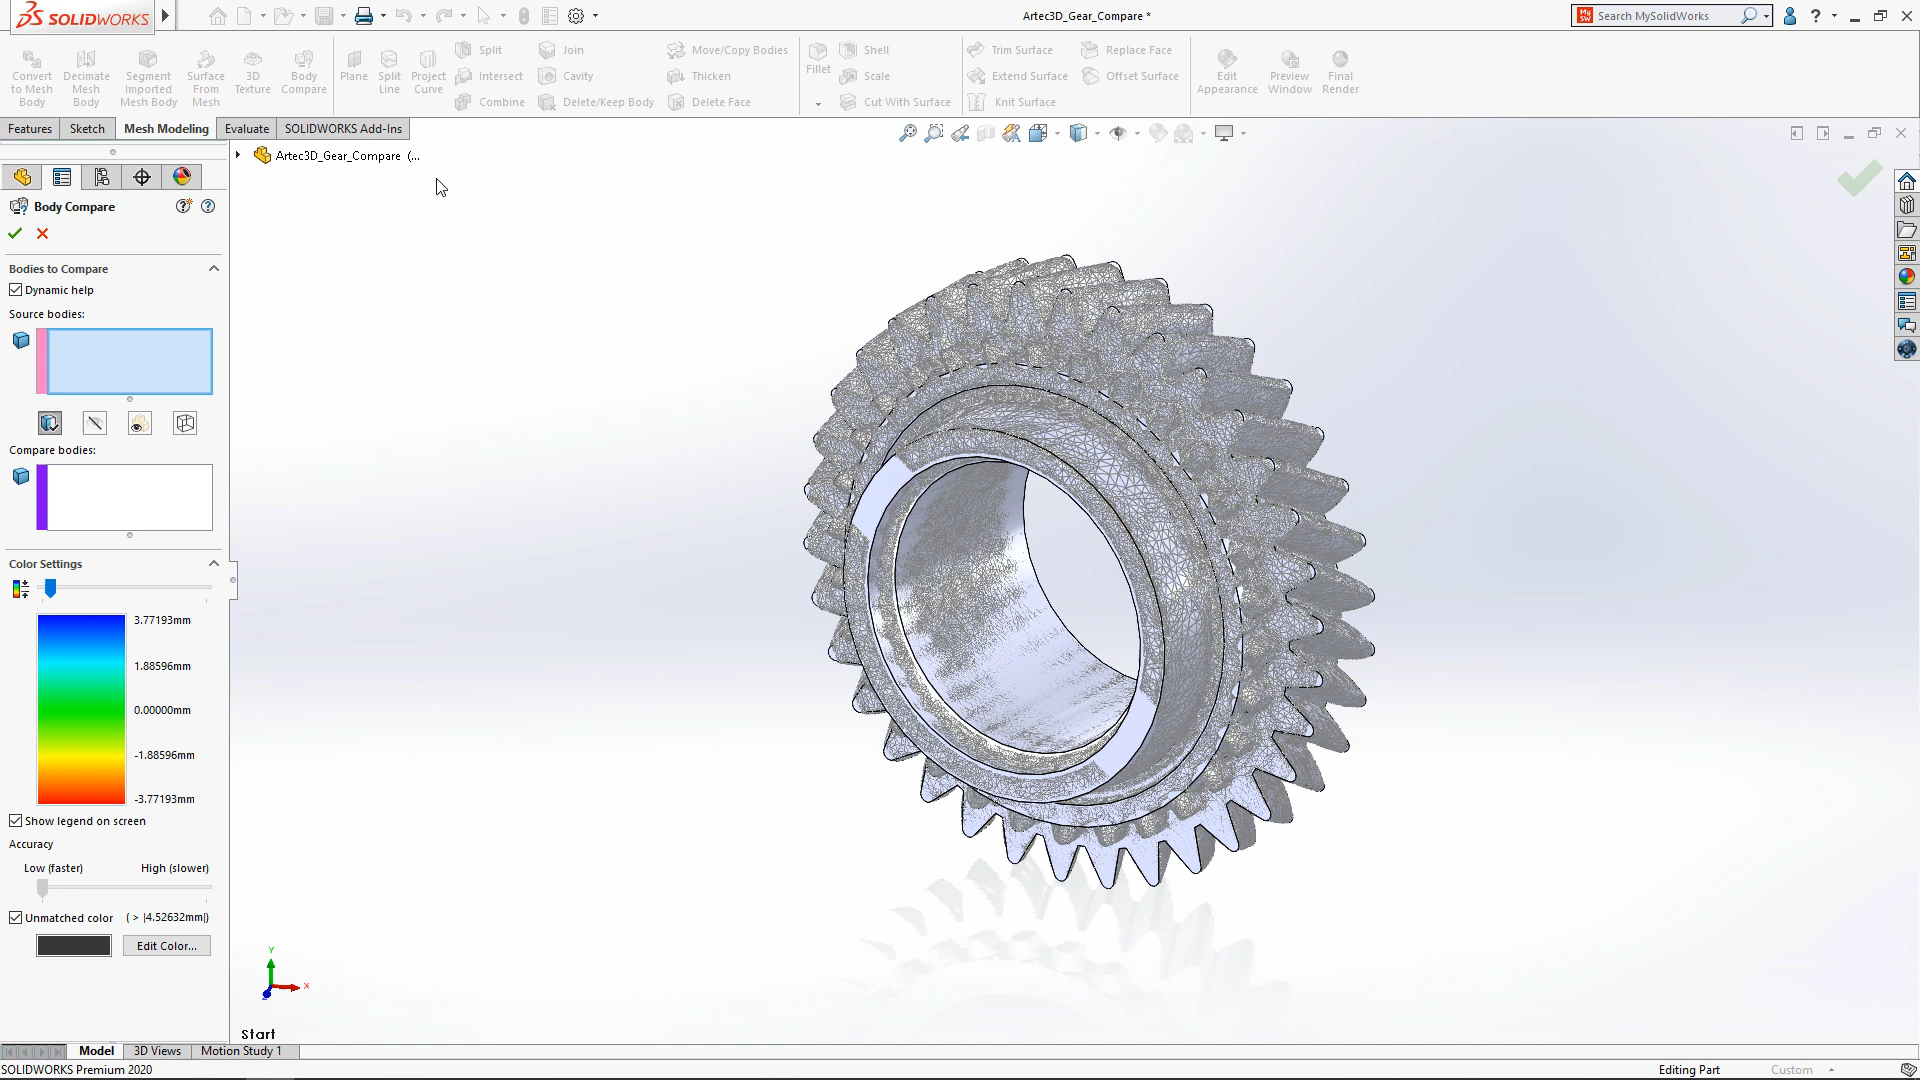 SOLIDWORKS
Artec3D_Gear_Compare *
Search MySolidWorks
Convert to Mesh Body
Decimate Mesh Body
Segment Imported Mesh Body
Surface From Mesh
3D Texture
Body Compare
Plane
Split Line
Project Curve
Split
Intersect
Combine
Join
Cavity
Delete/Keep Body
Move/Copy Bodies
Thicken
Delete Face
Fillet
Shell
Scale
Cut With Surface
Trim Surface
Extend Surface
Knit Surface
Replace Face
Offset Surface
Edit Appearance
Preview Window
Final Render
Features
Sketch
Mesh Modeling
Evaluate
SOLIDWORKS Add-Ins
Artec3D_Gear_Compare (...
Body Compare
Bodies to Compare
Dynamic help
Source bodies:
Compare bodies:
Color Settings
3.77193mm
1.88596mm
0.00000mm
-1.88596mm
-3.77193mm
Show legend on screen
Accuracy
Low (faster)
High (slower)
Unmatched color
( > |4.52632mm|)
Edit Color...
Y
X
Z
Start
Model
3D Views
Motion Study 1
SOLIDWORKS Premium 2020
Editing Part
Custom